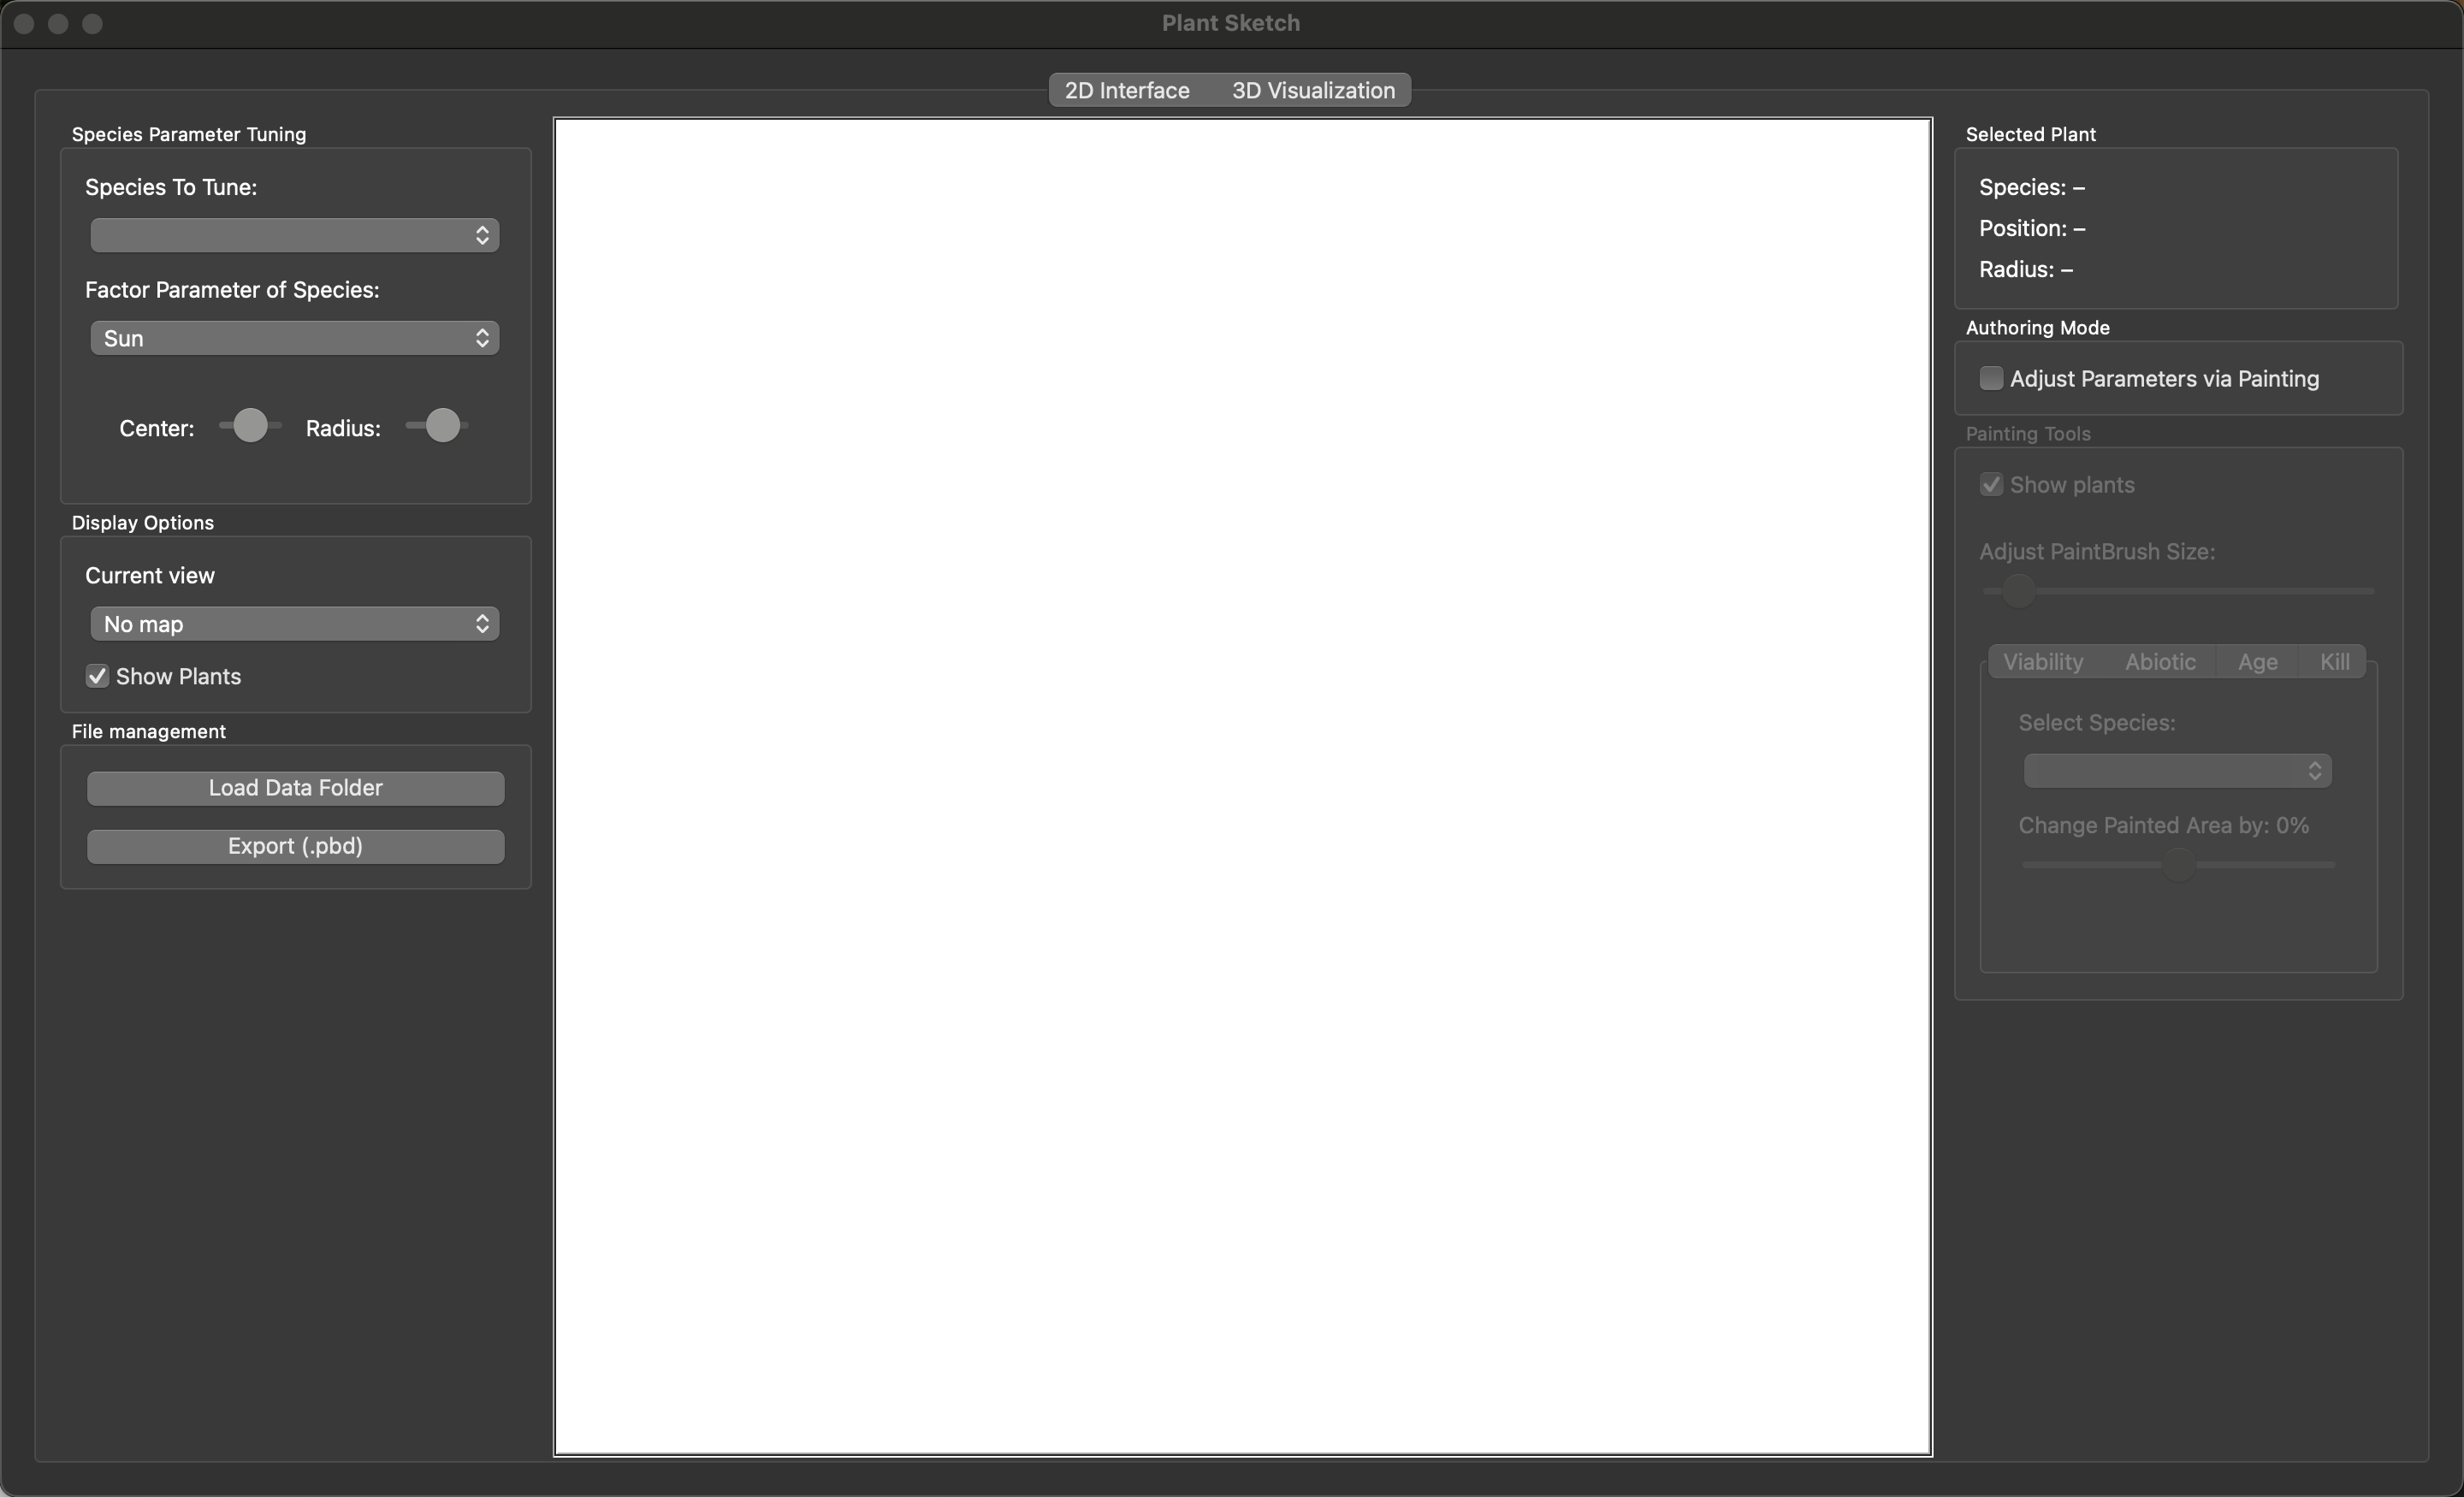 Plant Sketch
2D Interface 3D Visualization
Species Parameter Tuning
Species To Tune:
Factor Parameter of Species:
Sun
Center: Radius:
Display Options
Current view
No map
Show Plants
File management
Load Data Folder
Export (.pbd)
Selected Plant
Species: –
Position: –
Radius: –
Authoring Mode
Adjust Parameters via Painting
Painting Tools
Show plants
Adjust PaintBrush Size:
Viability Abiotic Age Kill
Select Species:
Change Painted Area by: 0%